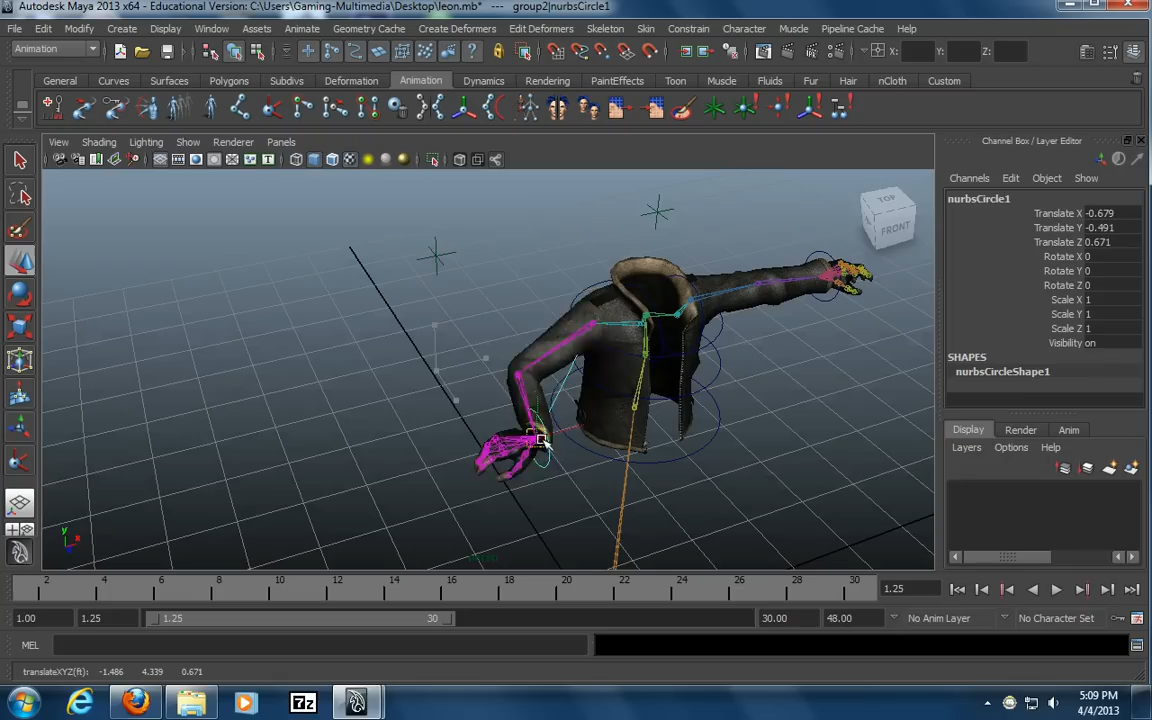 Autodesk Maya 2013 x64 - Educational Version: C:\Users\Gaming-Multimedia\Desktop\leon.mb* --- group2|nurbsCircle1
File Edit Modify Create Display Window Assets Animate Geometry Cache Create Deformers Edit Deformers Skeleton Skin Constrain Character Muscle Pipeline Cache Help
Animation X: Y: Z:
General Curves Surfaces Polygons Subdivs Deformation Animation Dynamics Rendering PaintEffects Toon Muscle Fluids Fur Hair nCloth Custom
View Shading Lighting Show Renderer Panels
Channel Box / Layer Editor
Channels Edit Object Show
nurbsCircle1
Translate X -0.679
Translate Y -0.491
Translate Z 0.671
Rotate X 0
Rotate Y 0
Rotate Z 0
Scale X 1
Scale Y 1
Scale Z 1
Visibility on
SHAPES
nurbsCircleShape1
Display Render Anim
Layers Options Help
TOP
FRONT
y
x
persp
2 4 6 8 10 12 14 16 18 20 22 24 26 28 30
1.25
1.00 1.25 1.25 30 30.00 48.00 No Anim Layer No Character Set
MEL
translateXYZ(ft): -1.486 4.339 0.671
7z
5:09 PM
4/4/2013